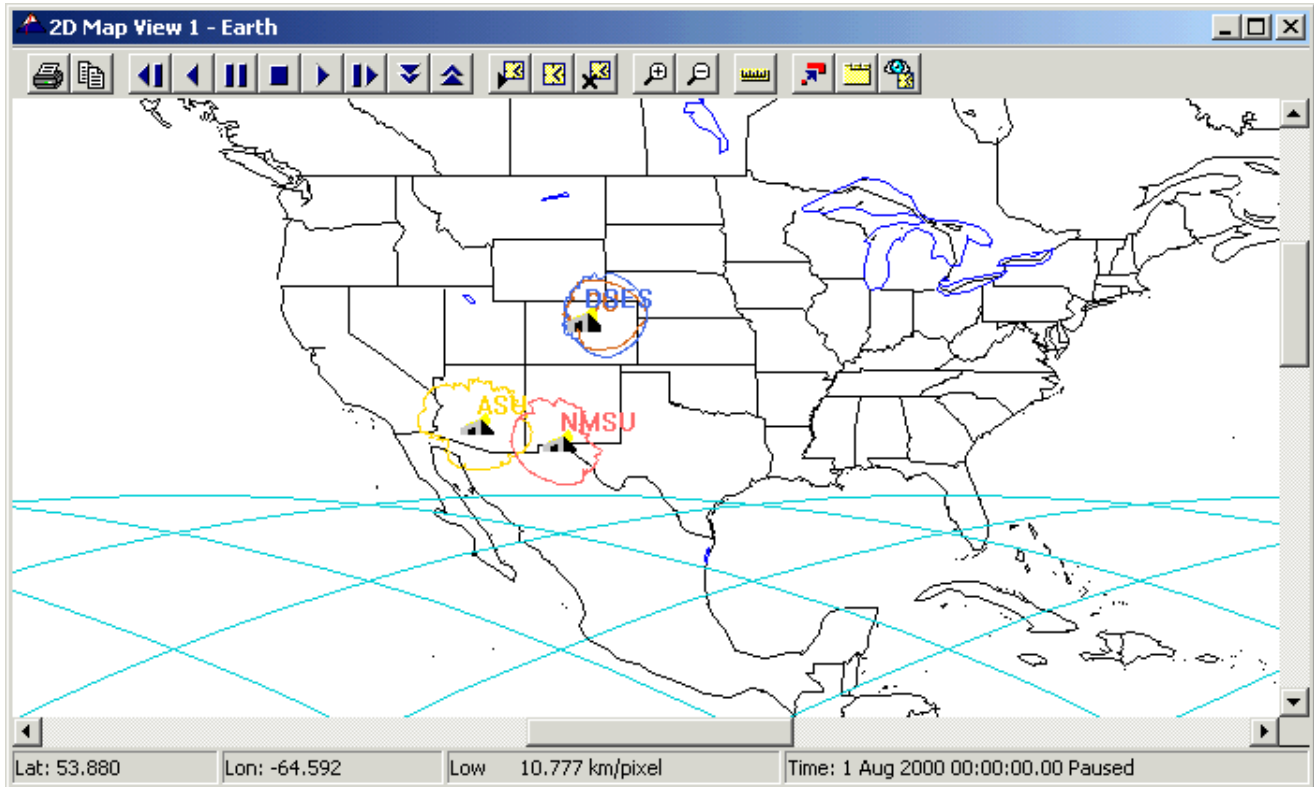 2D Map View 1 - Earth
ASU
NMSU
Lat: 53.880
Lon: -64.592
Low 10.777 km/pixel
Time: 1 Aug 2000 00:00:00.00 Paused